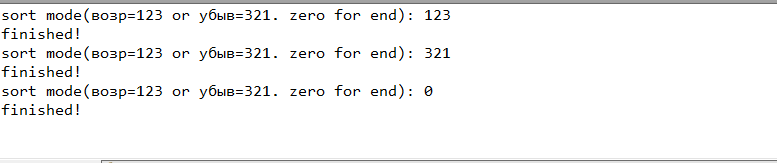 sort mode(возр=123 or убыв=321. zero for end): 123
finished!
sort mode(возр=123 or убыв=321. zero for end): 321
finished!
sort mode(возр=123 or убыв=321. zero for end): 0
finished!